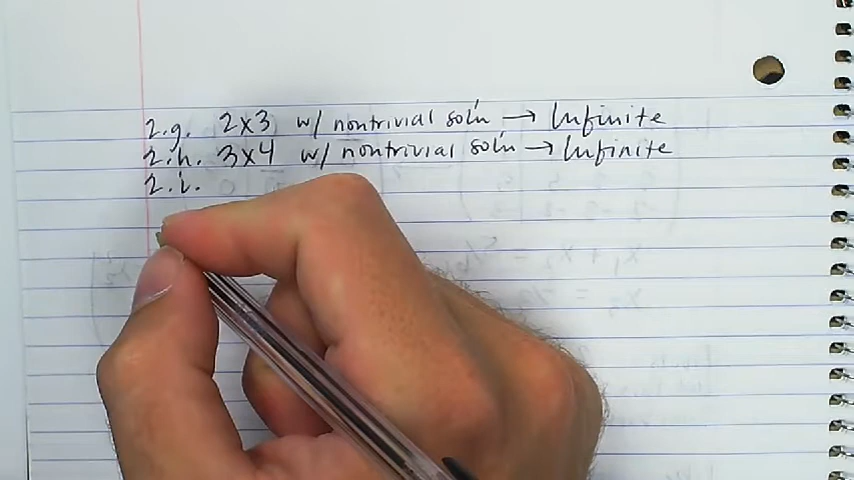 2.g. 2x3 w/ nontrivial soln → Infinite
2.h. 3x4 w/ nontrivial soln → Infinite
2.i.